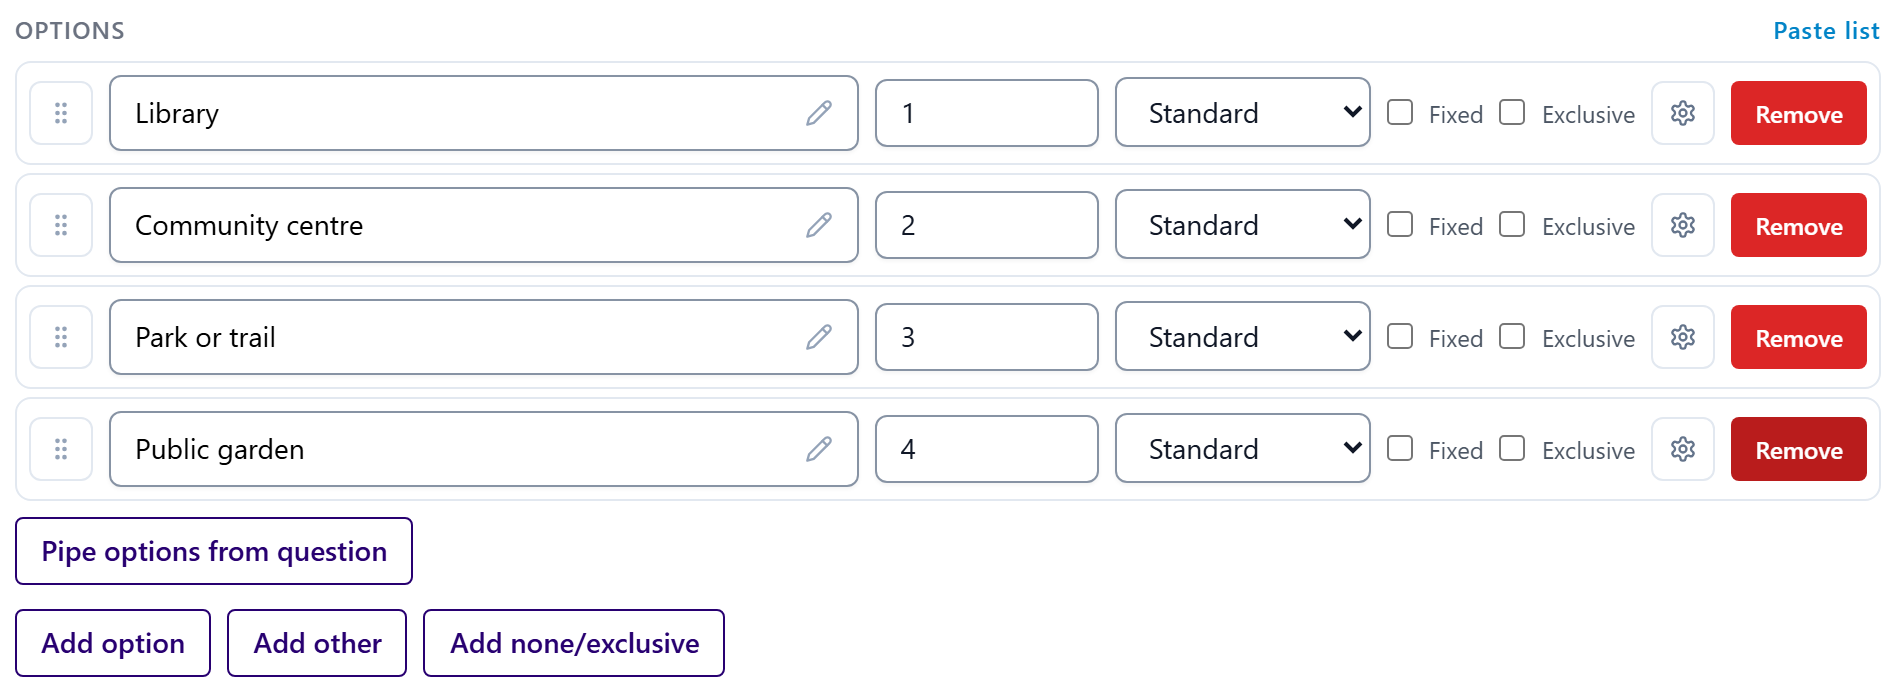 OPTIONS Paste list
Library 1 Standard Fixed Exclusive Remove
Community centre 2 Standard Fixed Exclusive Remove
Park or trail 3 Standard Fixed Exclusive Remove
Public garden 4 Standard Fixed Exclusive Remove
Pipe options from question
Add option Add other Add none/exclusive